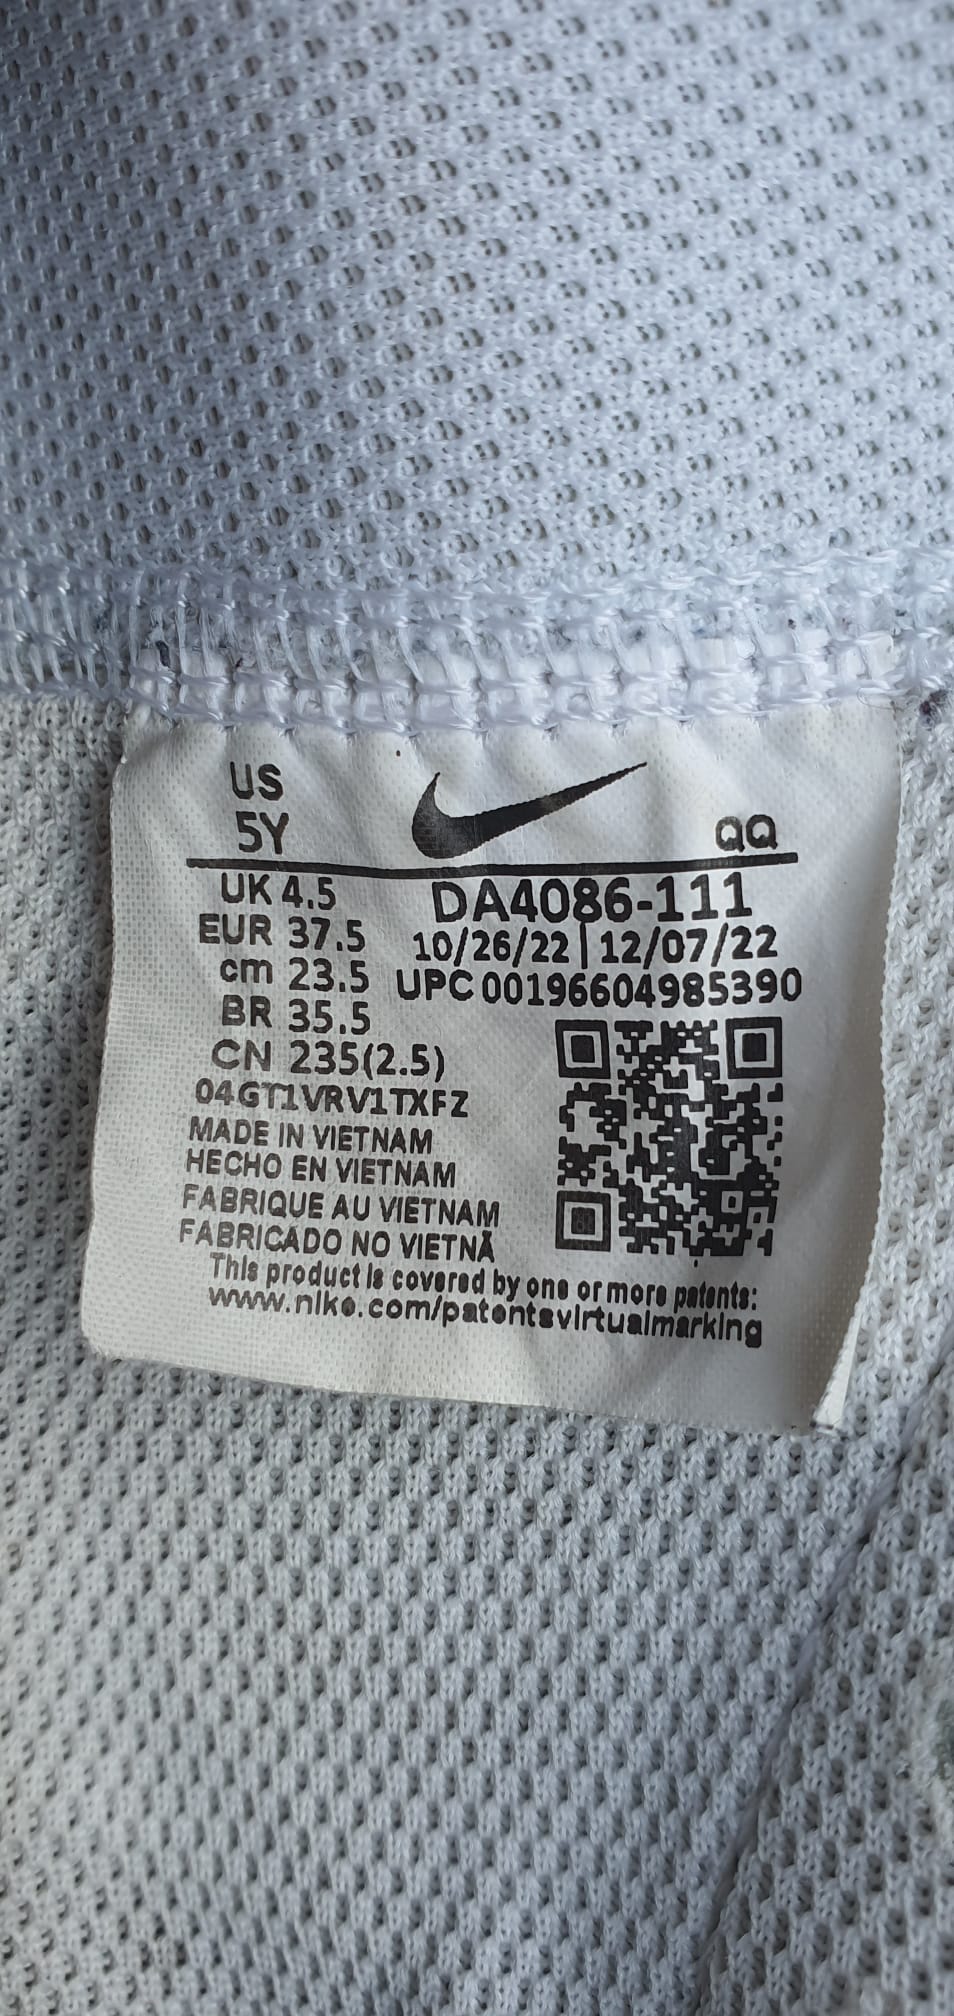 US
5Y
QQ
UK 4.5
EUR 37.5
cm 23.5
BR 35.5
CN 235(2.5)
DA4086-111
10/26/22 | 12/07/22
UPC 00196604985390
04GT1VRV1TXFZ
MADE IN VIETNAM
HECHO EN VIETNAM
FABRIQUE AU VIETNAM
FABRICADO NO VIETNÃ
This product is covered by one or more patents:
www.nike.com/patentsvirtualmarking